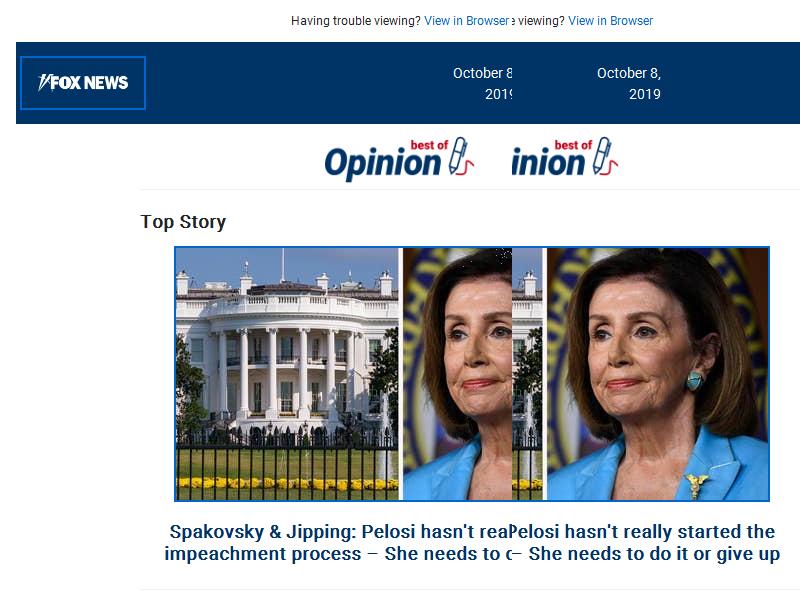 Having trouble viewing? View in Browser e viewing? View in Browser
FOX NEWS
October 8 October 8,
2019 2019
best of best of
Opinion inion
Top Story
Spakovsky & Jipping: Pelosi hasn't rea Pelosi hasn't really started the
impeachment process – She needs to d – She needs to do it or give up